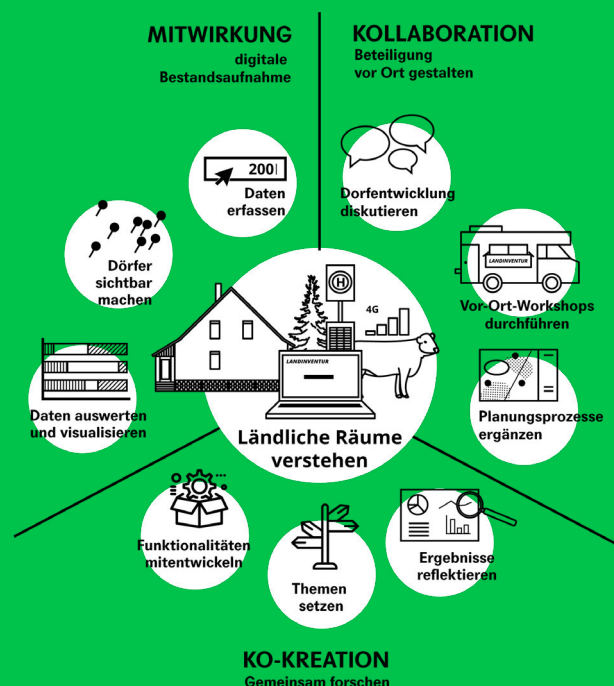 MITWIRKUNG
digitale
Bestandsaufnahme
KOLLABORATION
Beteiligung
vor Ort gestalten
200
Daten
erfassen
Dörfer
sichtbar
machen
Daten auswerten
und visualisieren
Dorfentwicklung
diskutieren
LANDINVENTUR
Vor-Ort-Workshops
durchführen
Planungsprozesse
ergänzen
H
4G
LANDINVENTUR
Ländliche Räume
verstehen
Funktionalitäten
mitentwickeln
Themen
setzen
Ergebnisse
reflektieren
KO-KREATION
Gemeinsam forschen